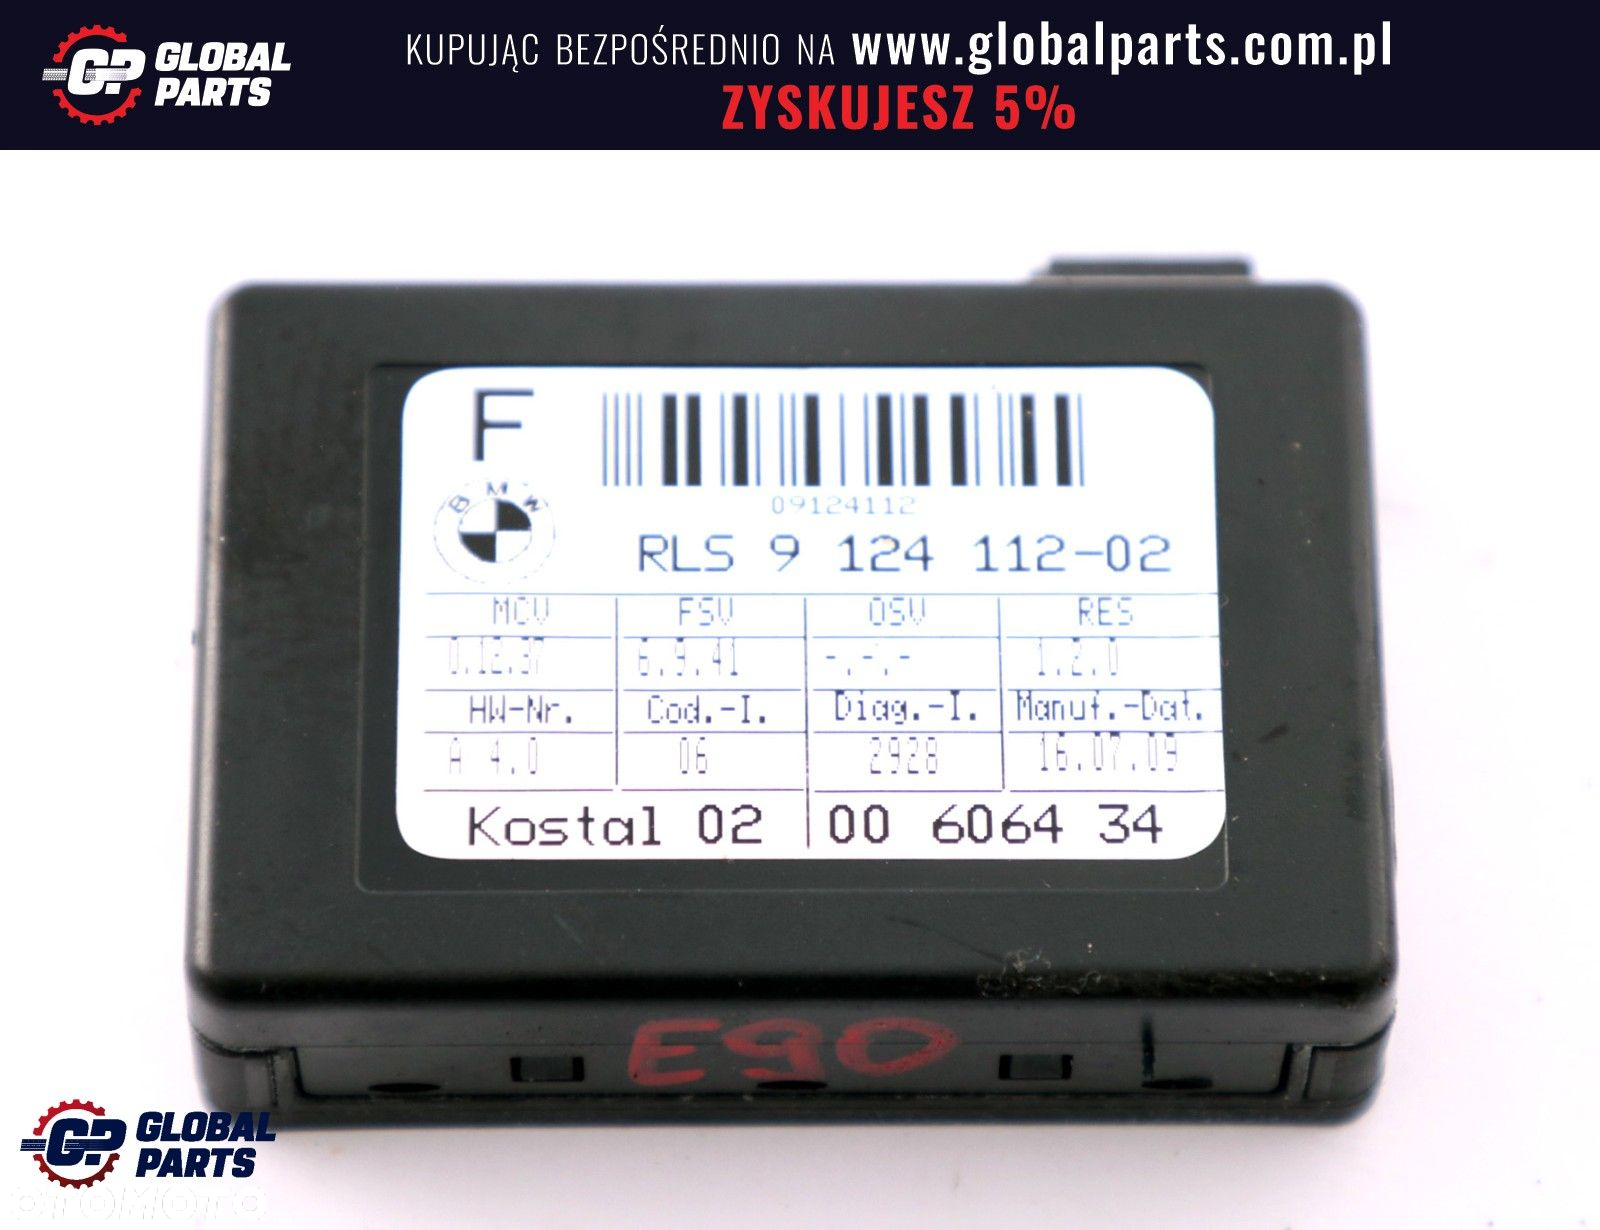 GLOBAL
PARTS
KUPUJĄC BEZPOŚREDNIO NA www.globalparts.com.pl
ZYSKUJESZ 5%
F
BMW
09124112
RLS 9 124 112-02
MCV FSV OSV RES
0.12.37 6.9.41 -.-.- 1.2.0
HW-Nr. Cod.-I. Diag.-I. Manuf.-Dat.
A 4.0 06 2928 16.07.09
Kostal 02 00 6064 34
E90
GLOBAL
PARTS
OTOMOTO